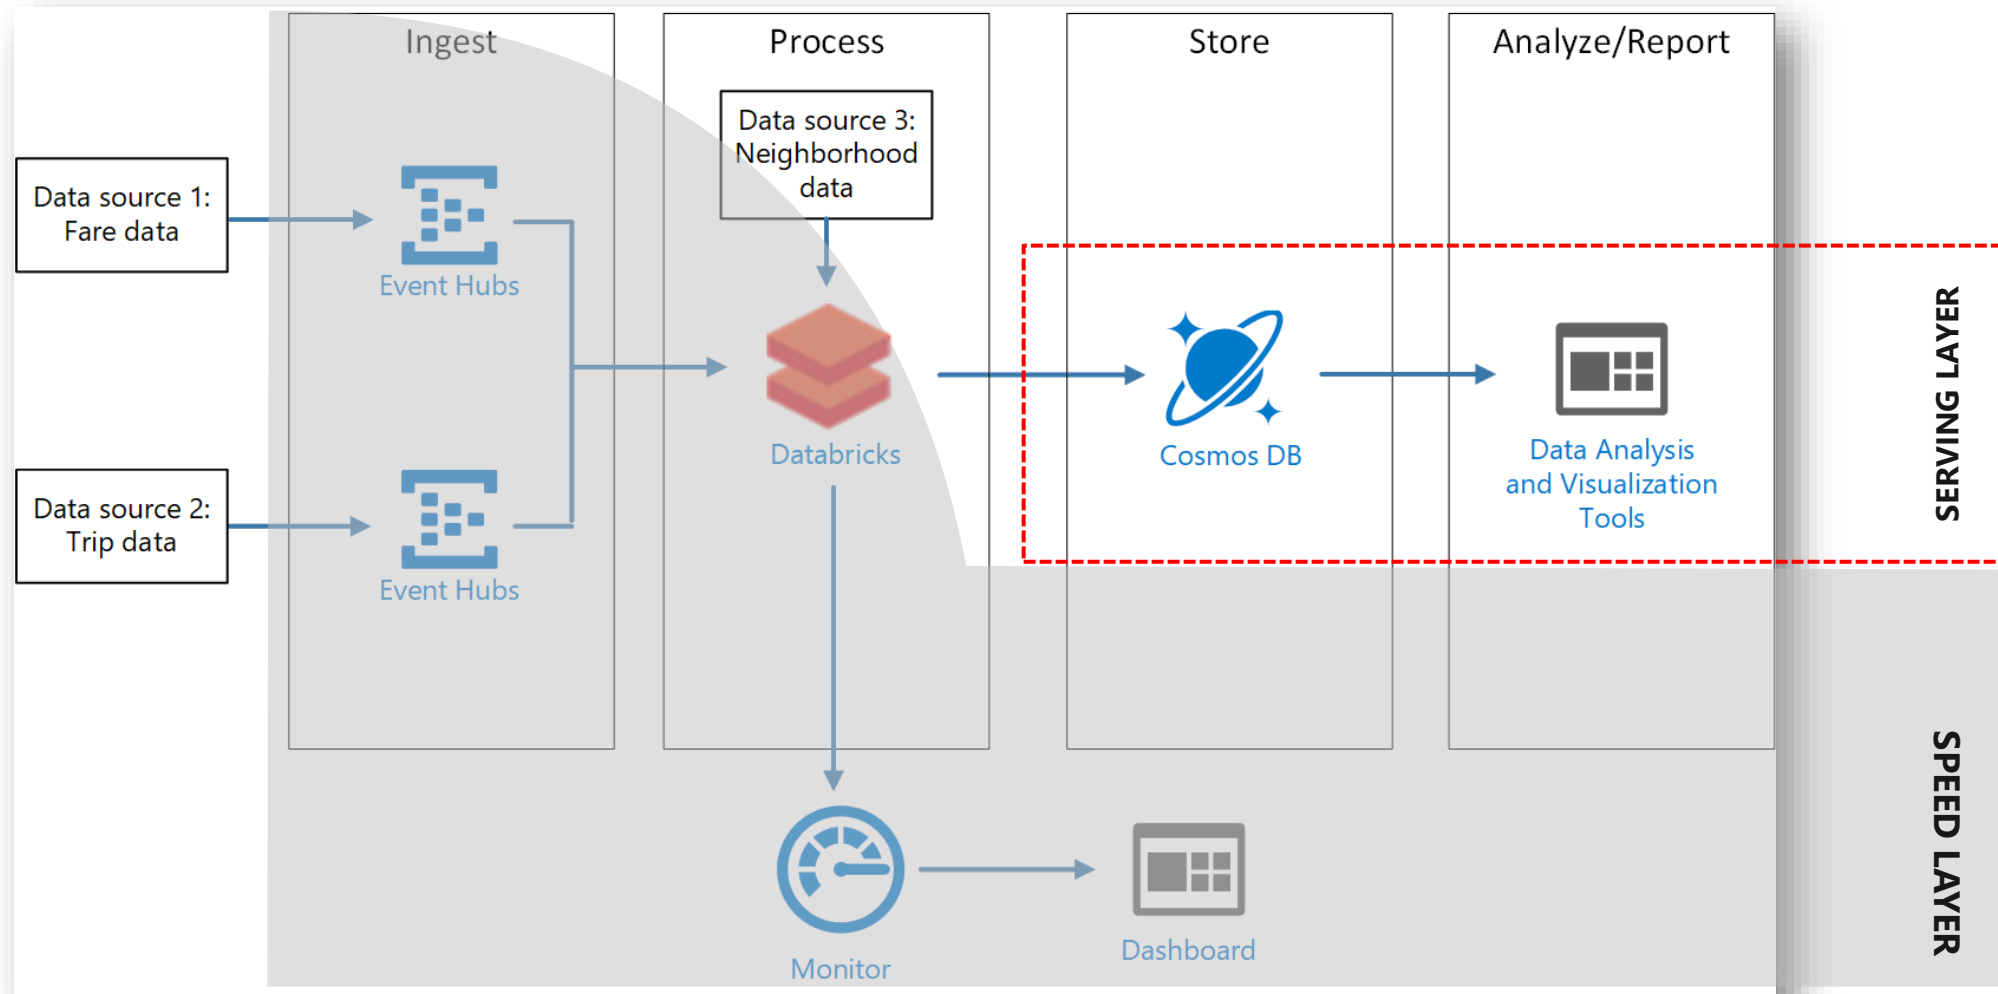 Ingest
Process
Store
Analyze/Report
Data source 3:
Neighborhood
data
Data source 1:
Fare data
Event Hubs
Databricks
Cosmos DB
Data Analysis
and Visualization
Tools
SERVING LAYER
Data source 2:
Trip data
Event Hubs
Monitor
Dashboard
SPEED LAYER